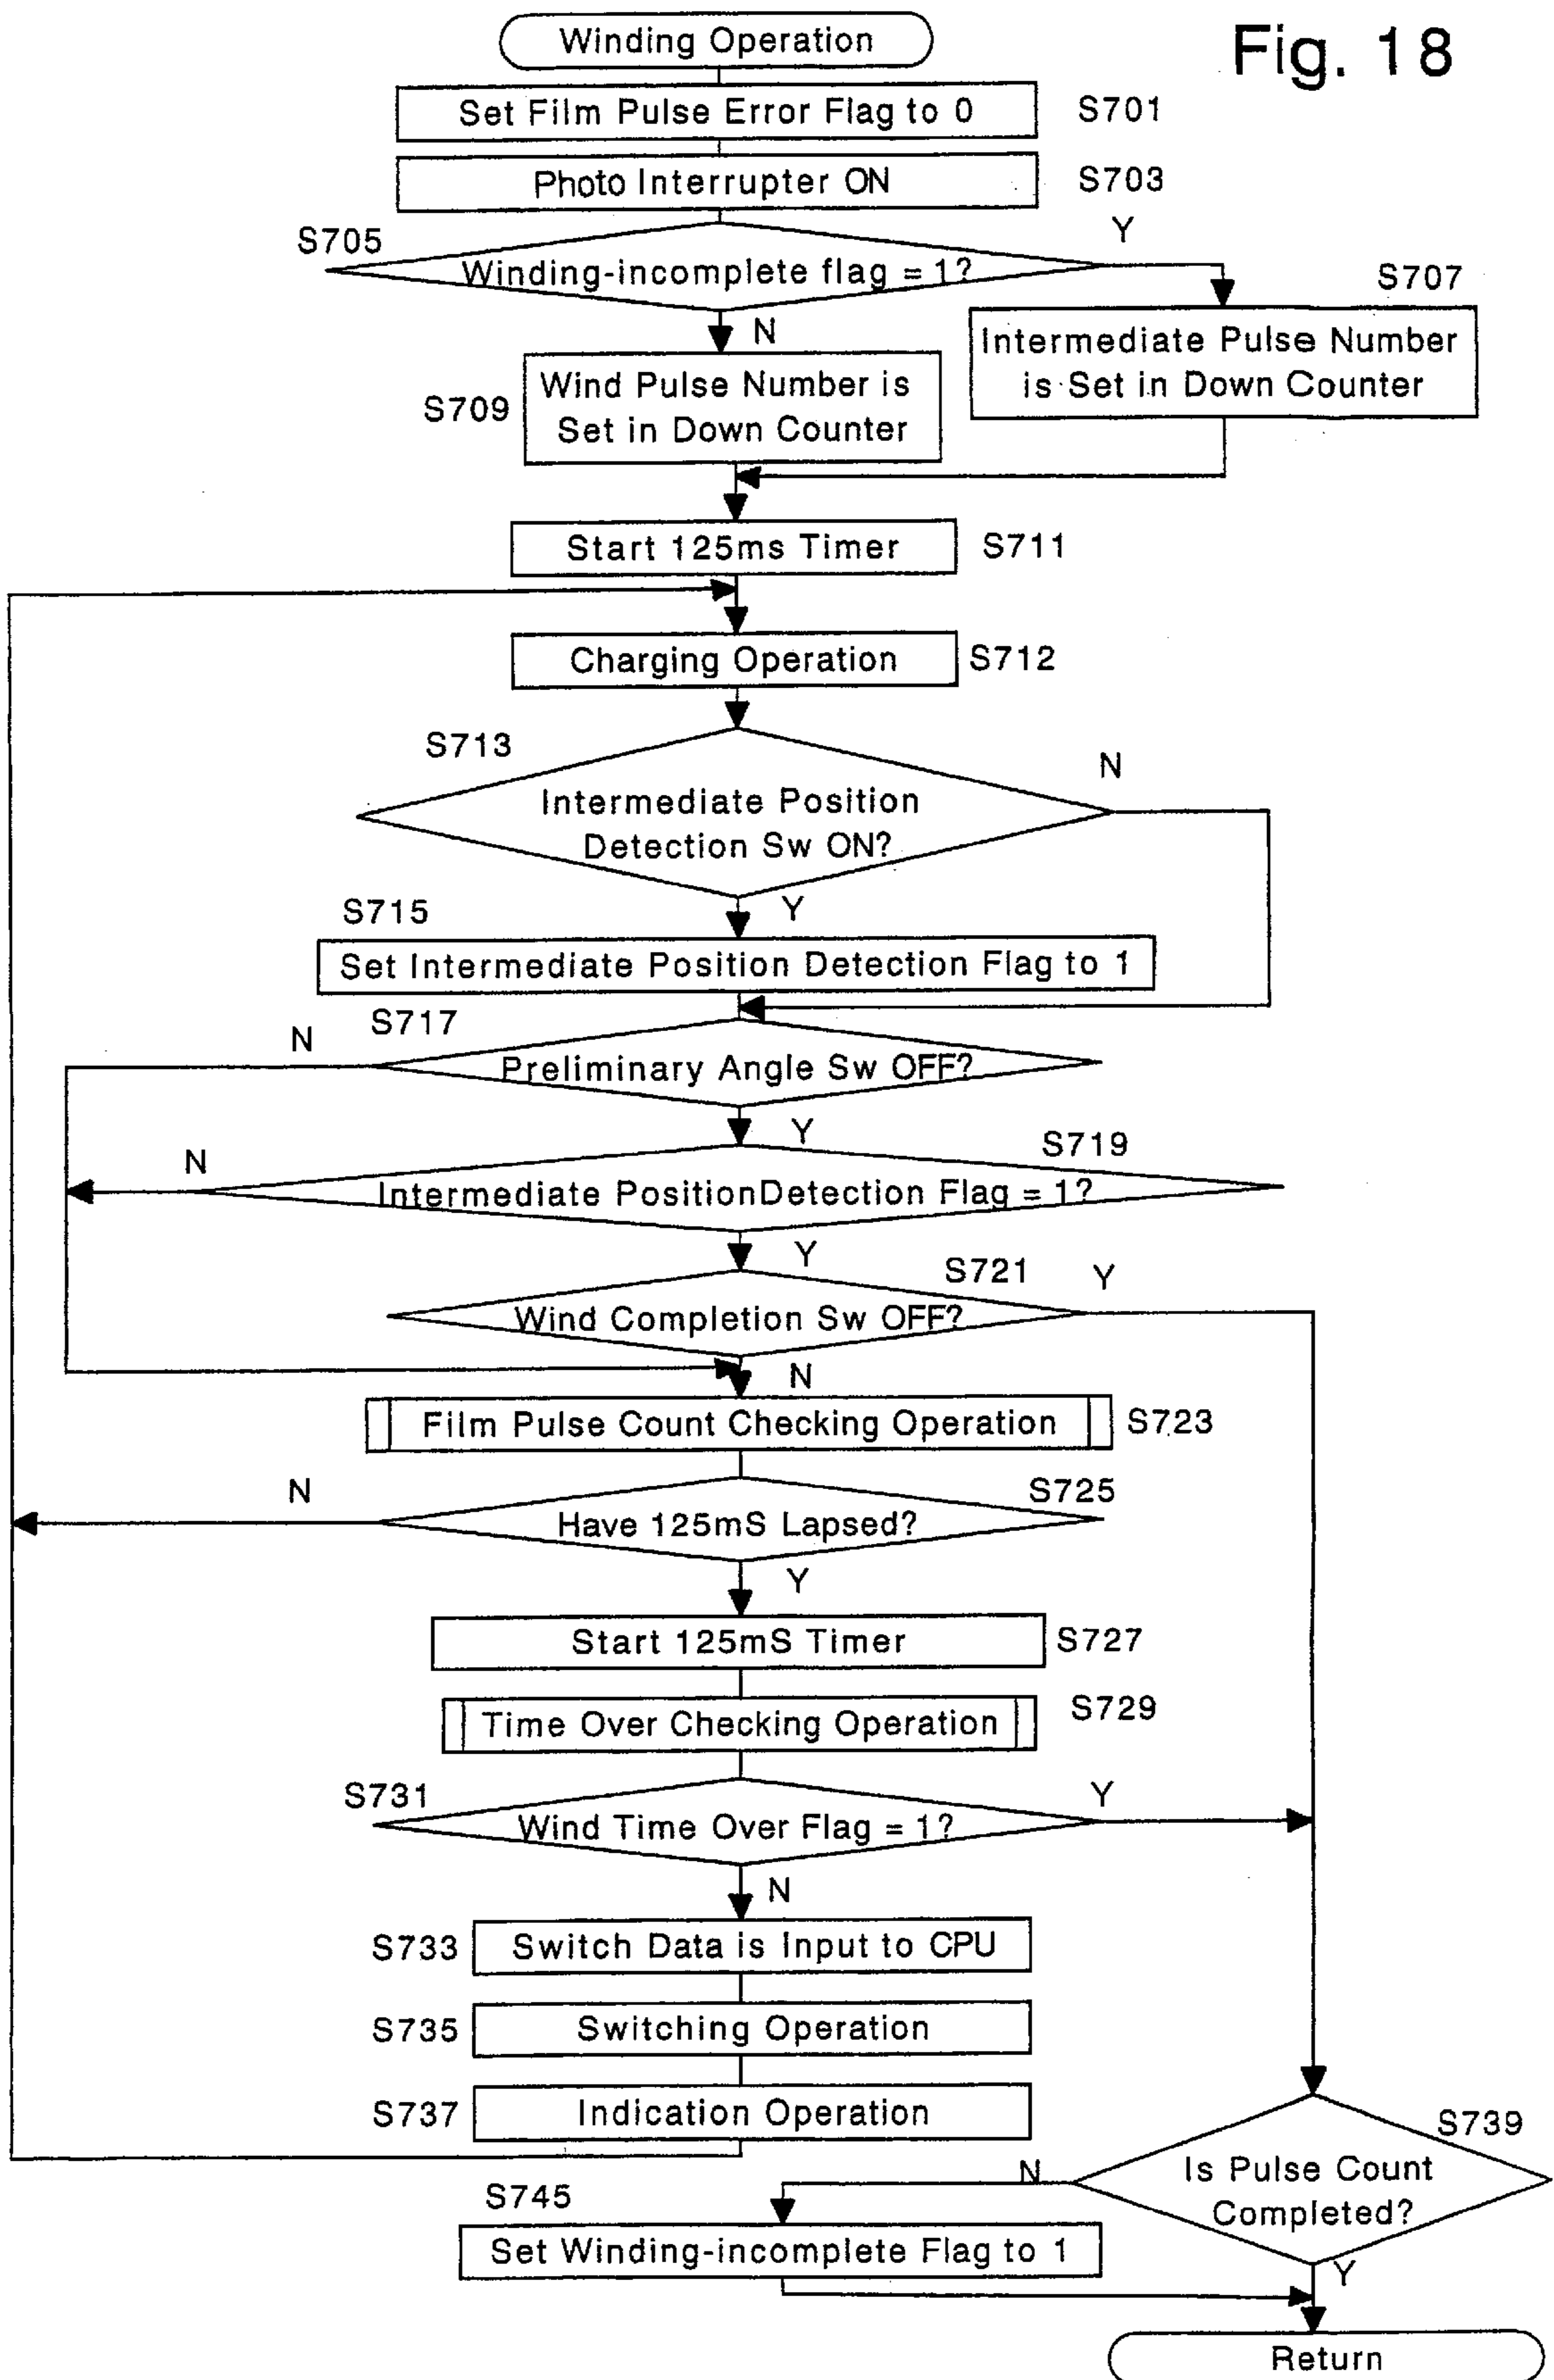 Fig. 18
Winding Operation
Set Film Pulse Error Flag to 0
S701
Photo Interrupter ON
S703
S705
Winding-incomplete flag = 1?
Y
N
S707
Intermediate Pulse Number
is Set in Down Counter
S709
Wind Pulse Number is
Set in Down Counter
Start 125ms Timer
S711
Charging Operation
S712
S713
Intermediate Position
Detection Sw ON?
N
Y
S715
Set Intermediate Position Detection Flag to 1
S717
N
Preliminary Angle Sw OFF?
Y
S719
N
Intermediate PositionDetection Flag = 1?
Y
S721
Y
Wind Completion Sw OFF?
N
Film Pulse Count Checking Operation
S723
N
S725
Have 125mS Lapsed?
Y
Start 125mS Timer
S727
Time Over Checking Operation
S729
S731
Y
Wind Time Over Flag = 1?
N
S733
Switch Data is Input to CPU
S735
Switching Operation
S737
Indication Operation
S739
Is Pulse Count
Completed?
N
S745
Set Winding-incomplete Flag to 1
Y
Return